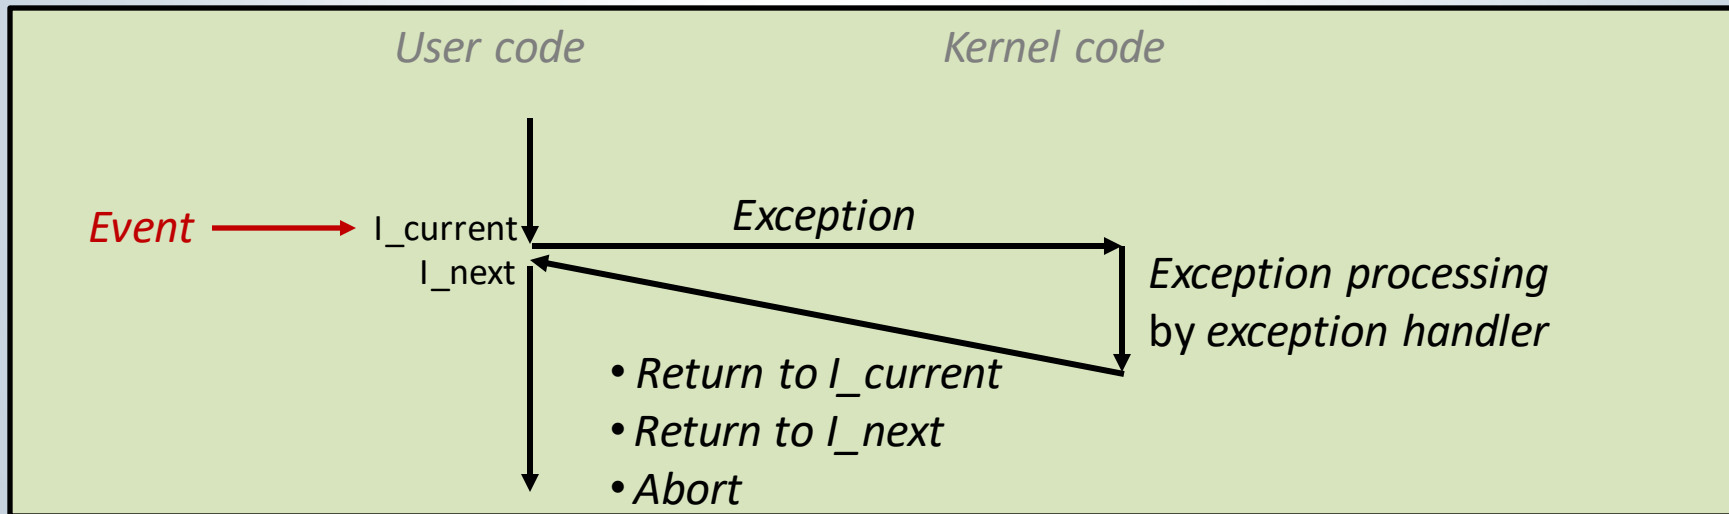 User code
Kernel code
Event
I_current
Exception
I_next
Exception processing
by exception handler
• Return to I_current
• Return to I_next
• Abort